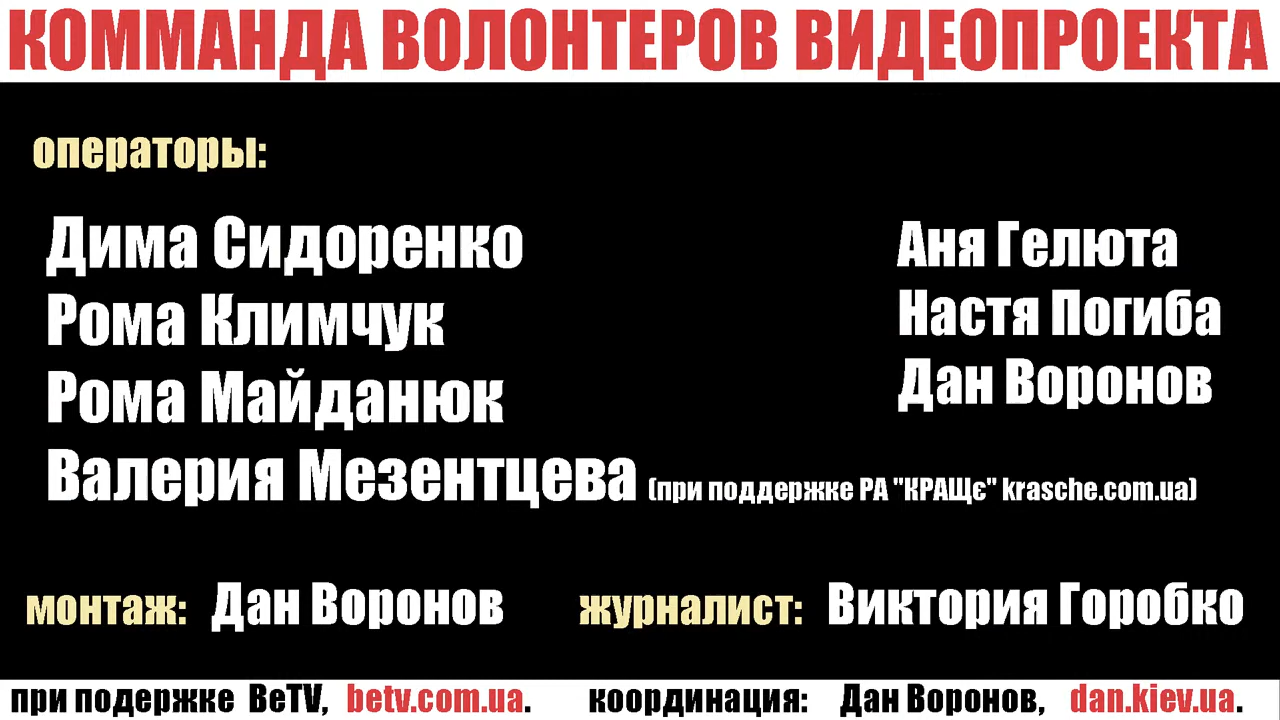 КОММАНДА ВОЛОНТЕРОВ ВИДЕОПРОЕКТА
операторы:
Дима Сидоренко
Рома Климчук
Рома Майданюк
Валерия Мезентцева (при поддержке РА "КРАЩє" krasche.com.ua)
Аня Гелюта
Настя Погиба
Дан Воронов
монтаж: Дан Воронов
журналист: Виктория Горобко
при подержке BeTV, betv.com.ua.
координация: Дан Воронов, dan.kiev.ua.